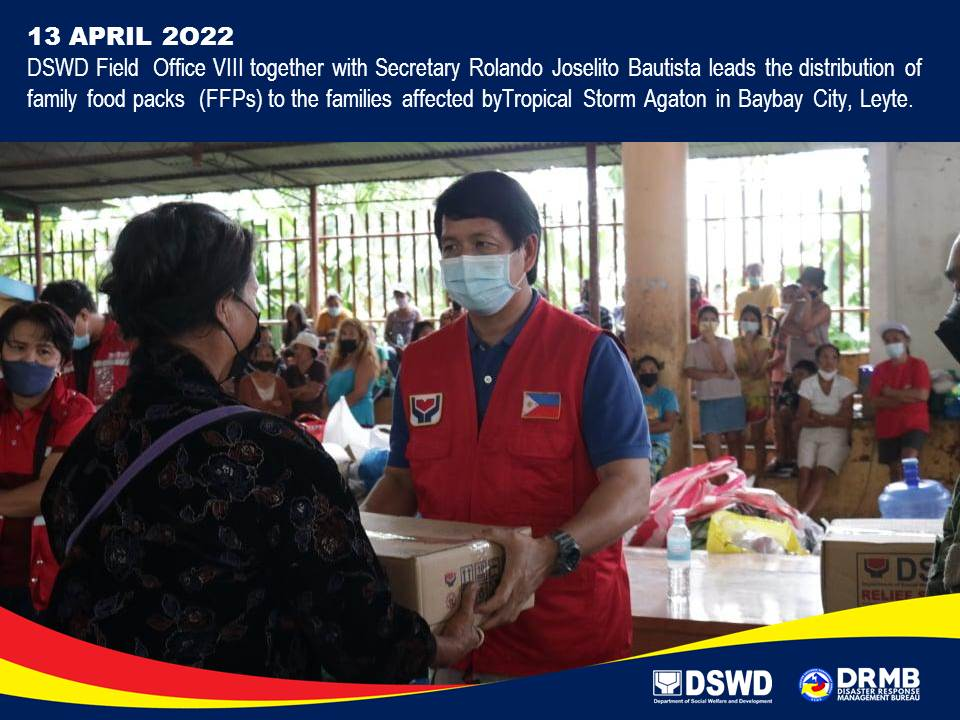 13 APRIL 2O22
DSWD Field Office VIII together with Secretary Rolando Joselito Bautista leads the distribution of
family food packs (FFPs) to the families affected byTropical Storm Agaton in Baybay City, Leyte.
DS
RELIEF
DSWD
Department of Social Welfare and Development
DRMB
DISASTER RESPONSE
MANAGEMENT BUREAU